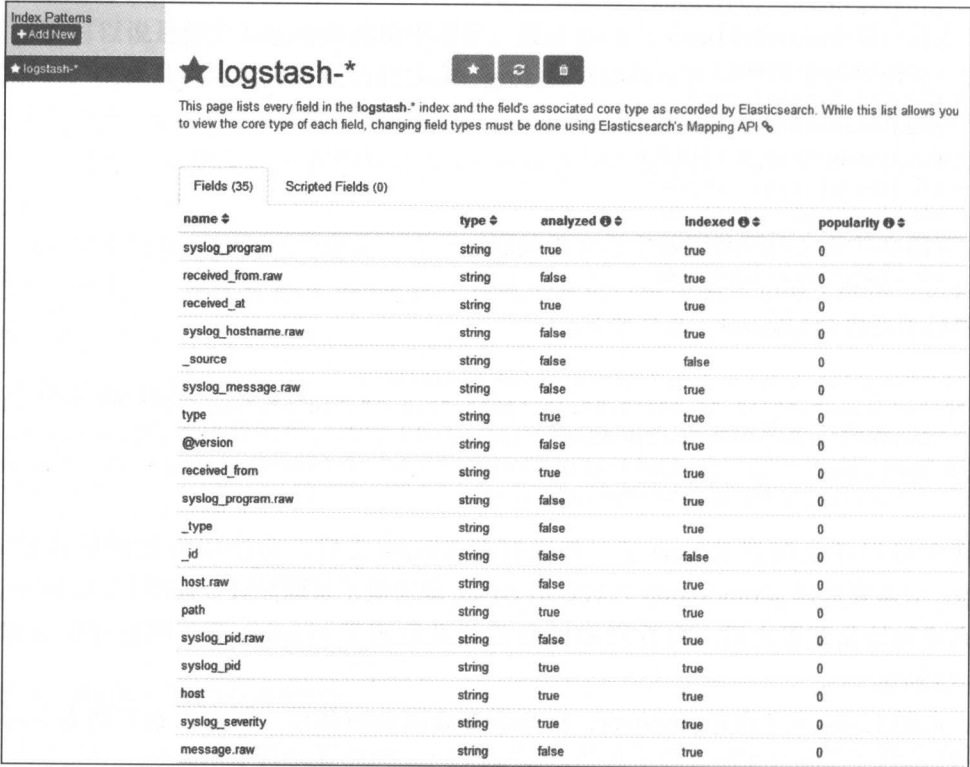 Index Patterns
+ Add New
★ logstash-*
★ logstash-*
This page lists every field in the logstash-* index and the field's associated core type as recorded by Elasticsearch. While this list allows you
to view the core type of each field, changing field types must be done using Elasticsearch's Mapping API
Fields (35) Scripted Fields (0)
name type analyzed indexed popularity
syslog_program string true true 0
received_from.raw string false true 0
received_at string true true 0
syslog_hostname.raw string false true 0
_source string false false 0
syslog_message.raw string false true 0
type string true true 0
@version string false true 0
received_from string true true 0
syslog_program.raw string false true 0
_type string false true 0
_id string false false 0
host.raw string false true 0
path string true true 0
syslog_pid.raw string false true 0
syslog_pid string true true 0
host string true true 0
syslog_severity string true true 0
message.raw string false true 0